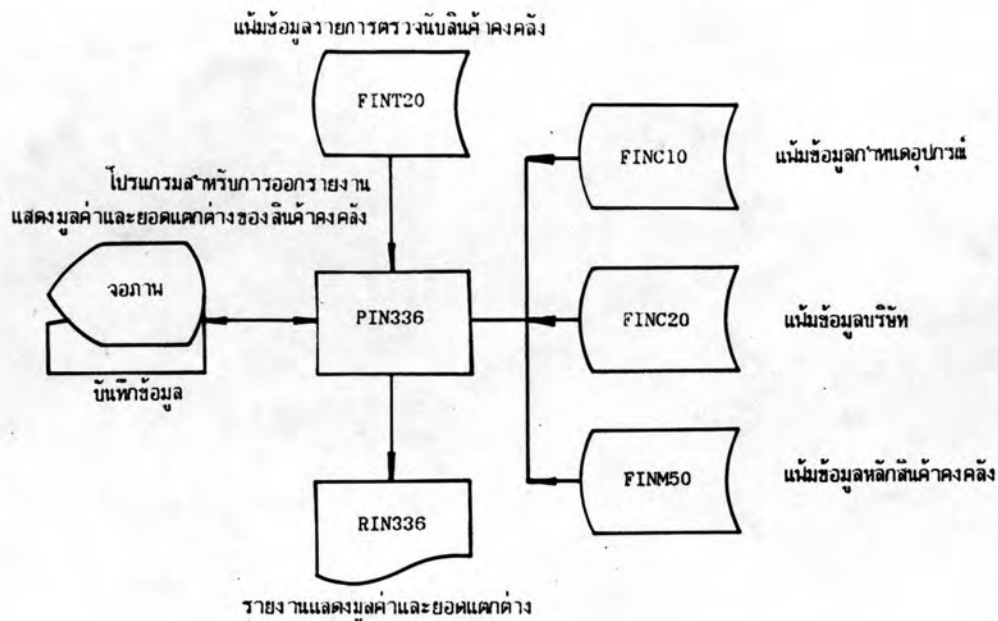 แฟ้มข้อมูลรายการตรวจนับสินค้าคงคลัง
FINT20
FINC10
แฟ้มข้อมูลกำหนดอุปกรณ์
โปรแกรมสำหรับการออกรายงาน
แสดงมูลค่าและยอดแตกต่างของสินค้าคงคลัง
จอภาพ
PIN336
FINC20
แฟ้มข้อมูลบริษัท
บันทึกข้อมูล
FINM50
แฟ้มข้อมูลหลักสินค้าคงคลัง
RIN336
รายงานแสดงมูลค่าและยอดแตกต่าง